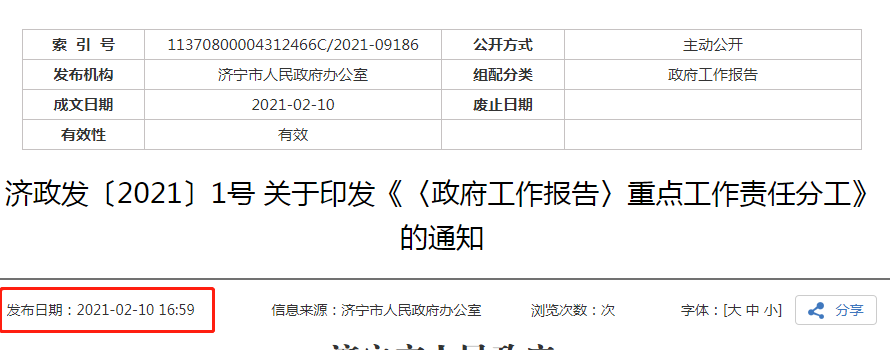 索 引 号 11370800004312466C/2021-09186 公开方式 主动公开
发布机构 济宁市人民政府办公室 组配分类 政府工作报告
成文日期 2021-02-10 废止日期
有效性 有效
济政发〔2021〕1号 关于印发《〈政府工作报告〉重点工作责任分工》
的通知
发布日期：2021-02-10 16:59 信息来源：济宁市人民政府办公室 浏览次数：次 字体：[大 中 小] 分享